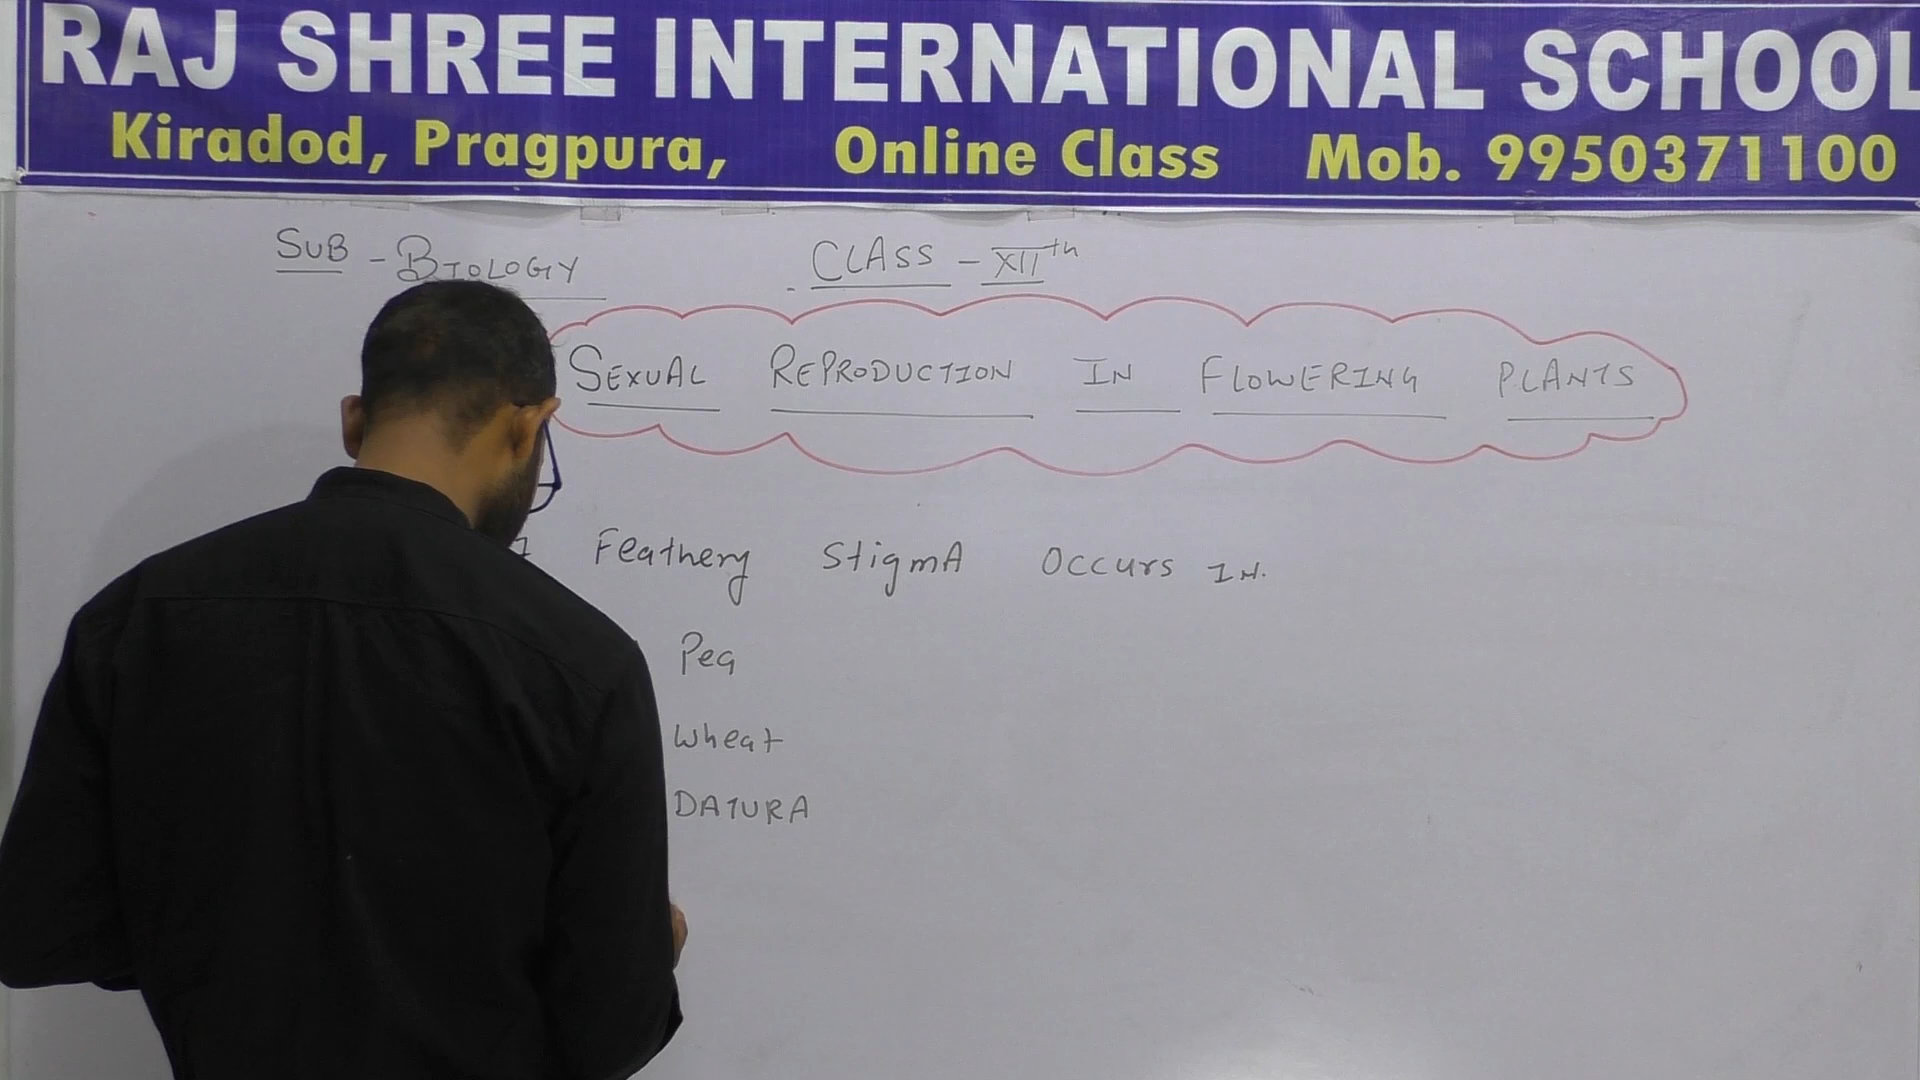 RAJ SHREE INTERNATIONAL SCHOOL
Kiradod, Pragpura, Online Class Mob. 9950371100
SUB - BIOLOGY CLASS - XIIth
SEXUAL REPRODUCTION IN FLOWERING PLANTS
Feathery StigmA Occurs IN.
Pea
Wheat
DATURA